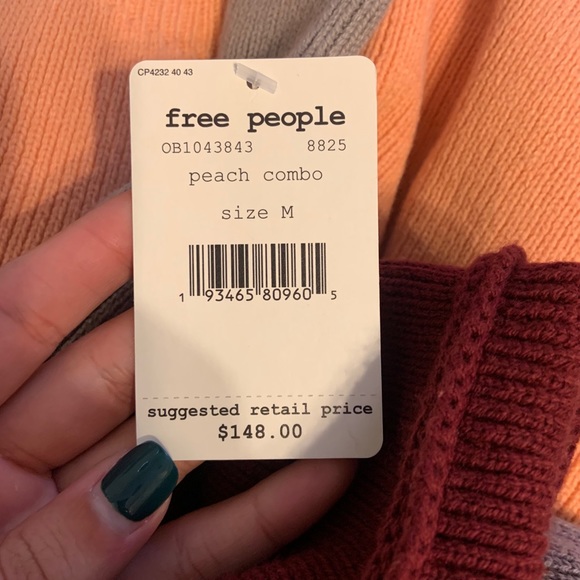 CP4232 40 43
free people
OB1043843 8825
peach combo
size M
1 93465 80960 5
suggested retail price
$148.00